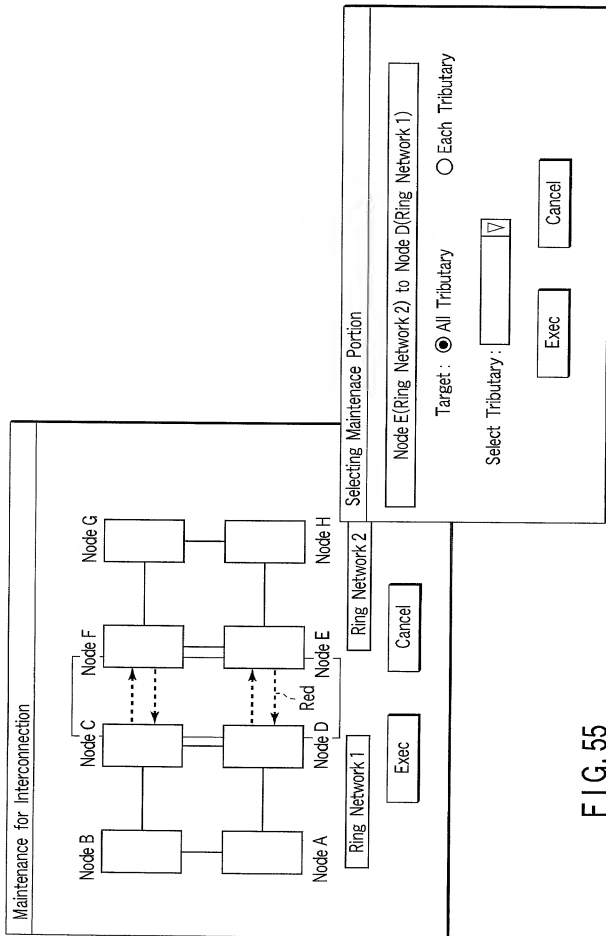 Maintenance for Interconnection
Node B
Node C
Node F
Node G
Node A
Node D
Red
Node E
Node H
Ring Network 1
Ring Network 2
Exec
Cancel
Selecting Maintenace Portion
Node E(Ring Network 2) to Node D(Ring Network 1)
Target: All Tributary Each Tributary
Select Tributary:
Exec
Cancel
FIG. 55